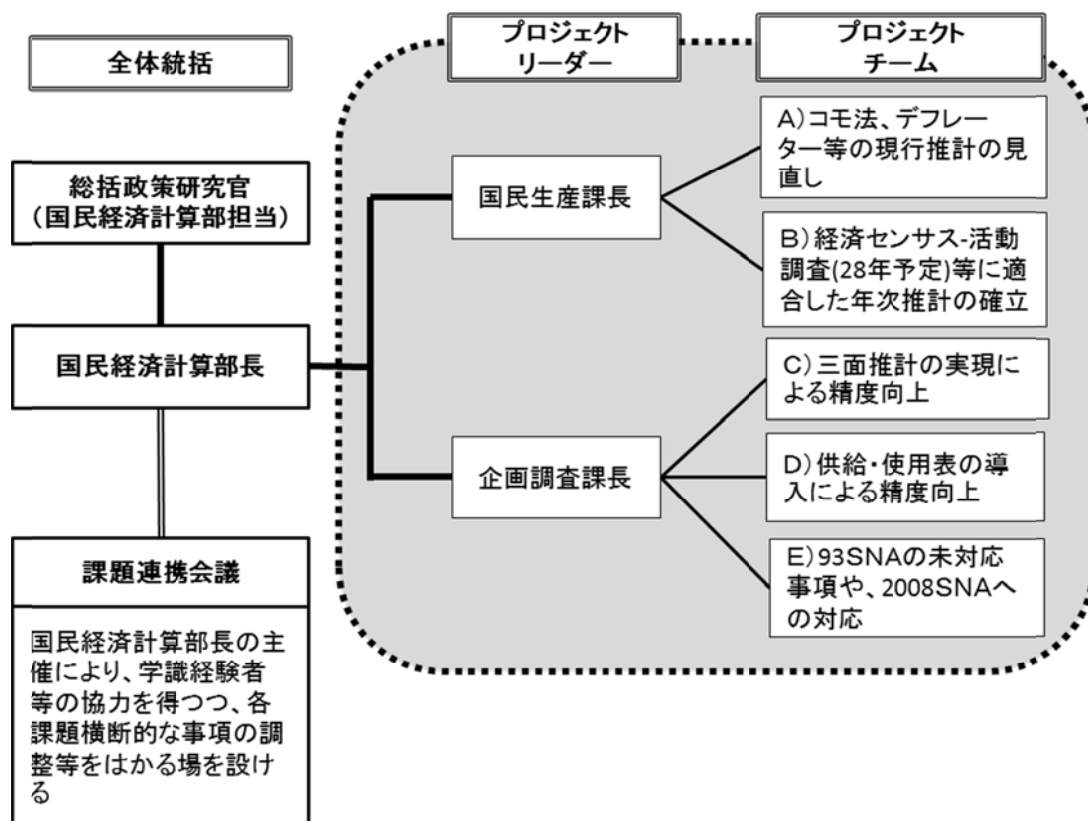 全体統括
総括政策研究官
（国民経済計算部担当）
国民経済計算部長
課題連携会議
国民経済計算部長の主
催により、学識経験者
等の協力を得つつ、各
課題横断的な事項の調
整等をはかる場を設け
る
プロジェクト
リーダー
国民生産課長
企画調査課長
プロジェクト
チーム
A）コモ法、デフレー
ター等の現行推計の見
直し
B）経済センサス-活動
調査(28年予定)等に適
合した年次推計の確立
C）三面推計の実現に
よる精度向上
D）供給・使用表の導
入による精度向上
E）93SNAの未対応
事項や、2008SNAへ
の対応